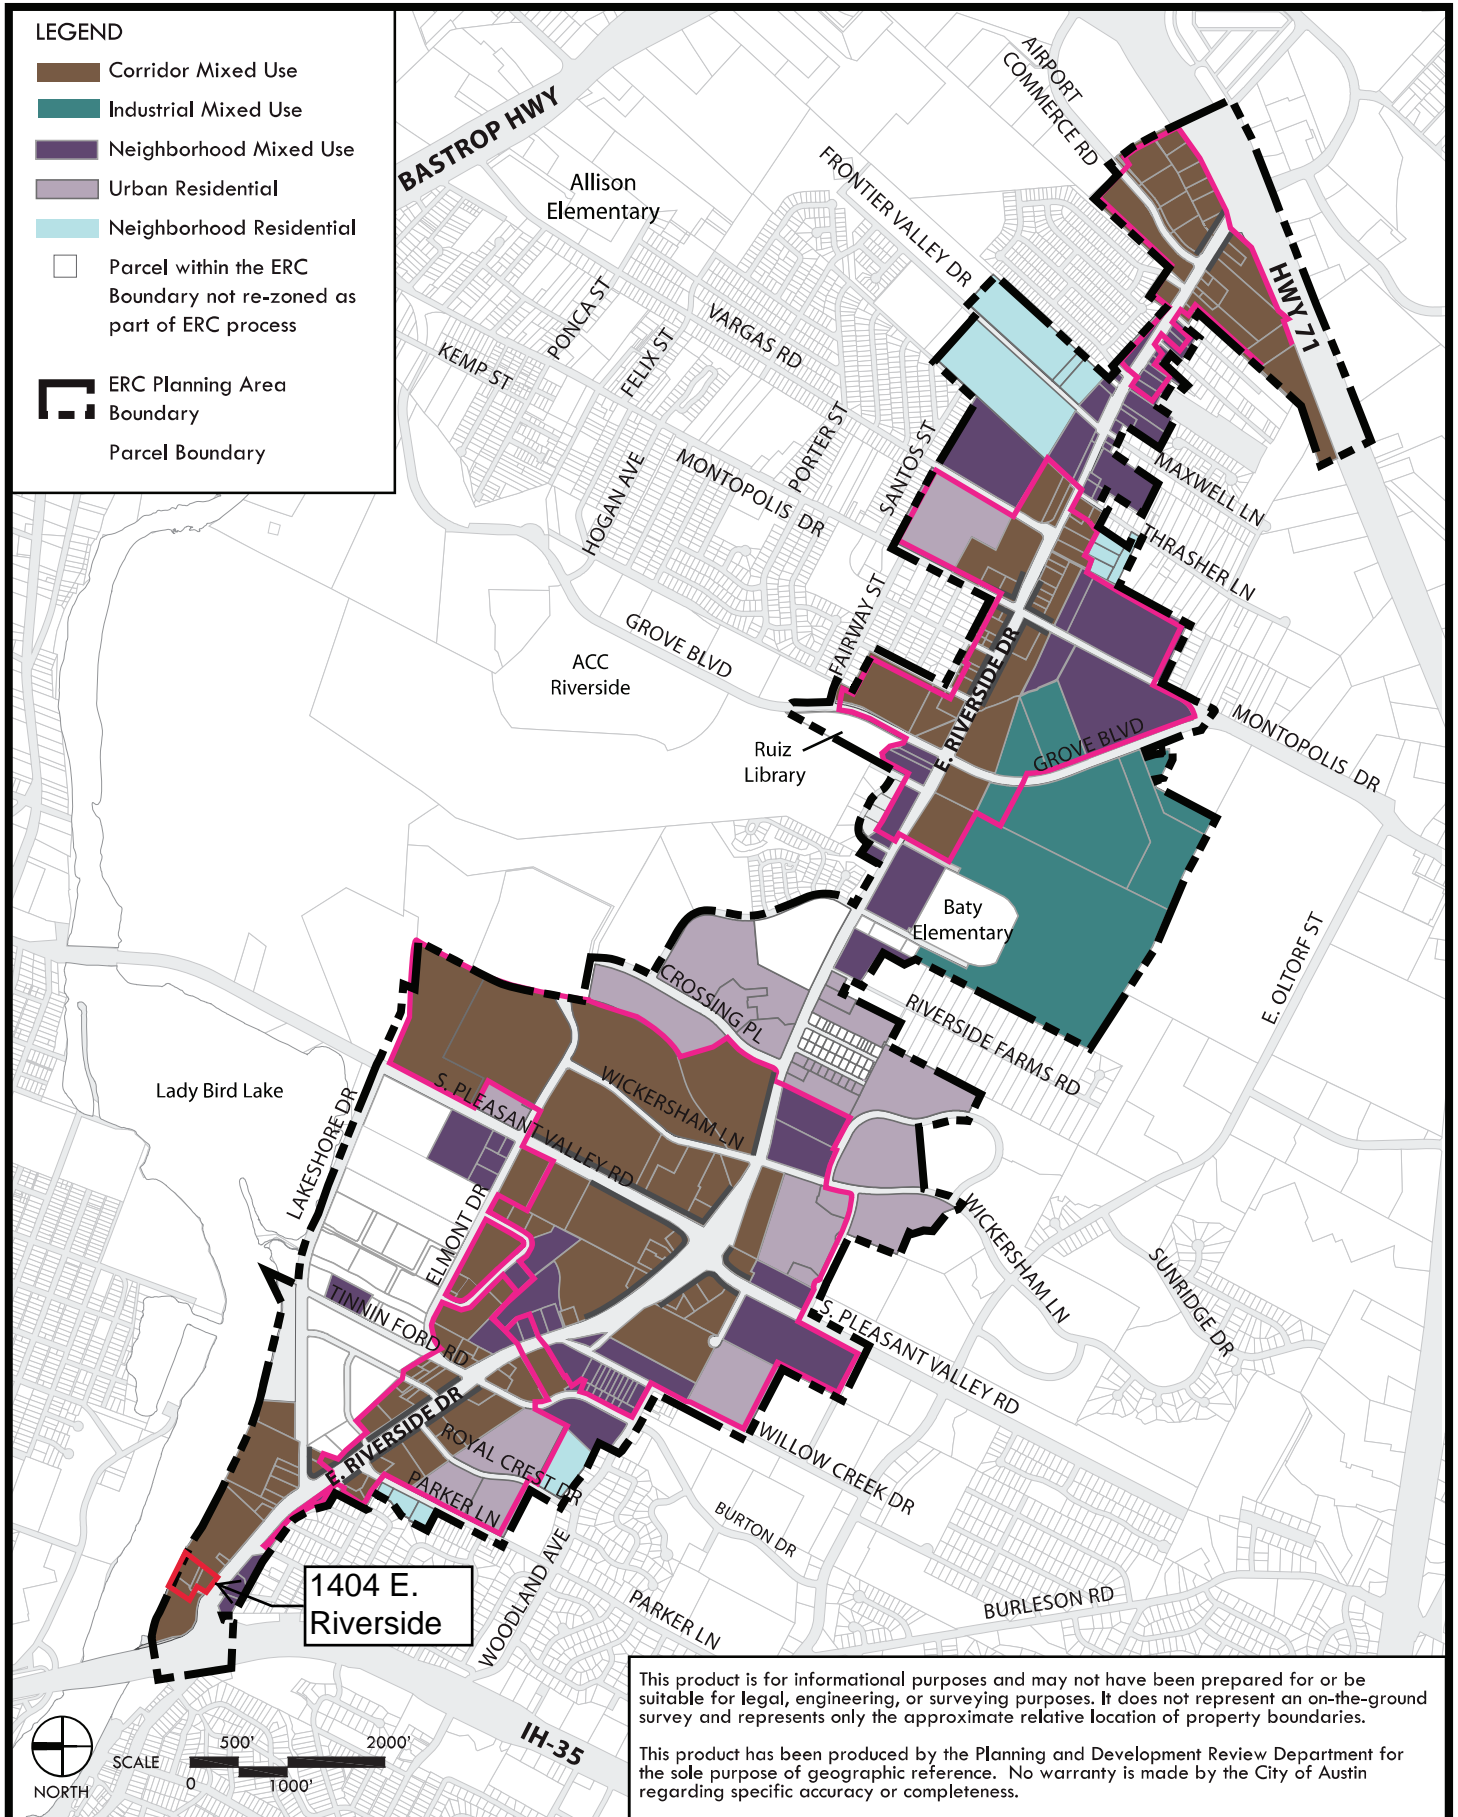 LEGEND
Corridor Mixed Use
Industrial Mixed Use
Neighborhood Mixed Use
Urban Residential
Neighborhood Residential
Parcel within the ERC
Boundary not re-zoned as
part of ERC process
ERC Planning Area
Boundary
Parcel Boundary
BASTROP HWY
AIRPORT
COMMERCE RD
HWY 71
Allison
Elementary
FRONTIER VALLEY DR
PONCA ST
VARGAS RD
FELIX ST
KEMP ST
PORTER ST
SANTOS ST
MONTOPOLIS DR
HOGAN AVE
MAXWELL LN
THRASHER LN
FAIRWAY ST
GROVE BLVD
ACC
Riverside
E. RIVERSIDE DR
Ruiz
Library
GROVE BLVD
MONTOPOLIS DR
Baty
Elementary
E. OLTORF ST
CROSSING PL
RIVERSIDE FARMS RD
Lady Bird Lake
LAKESHORE DR
S. PLEASANT VALLEY RD
WICKERSHAM LN
ELMONT DR
WICKERSHAM LN
SUNRIDGE DR
TINNIN FORD RD
S. PLEASANT VALLEY RD
E. RIVERSIDE DR
ROYAL CREST DR
PARKER LN
WILLOW CREEK DR
BURTON DR
WOODLAND AVE
1404 E.
Riverside
PARKER LN
BURLESON RD
IH-35
NORTH
SCALE
500'
2000'
0
1000'
This product is for informational purposes and may not have been prepared for or be
suitable for legal, engineering, or surveying purposes. It does not represent an on-the-ground
survey and represents only the approximate relative location of property boundaries.
This product has been produced by the Planning and Development Review Department for
the sole purpose of geographic reference. No warranty is made by the City of Austin
regarding specific accuracy or completeness.